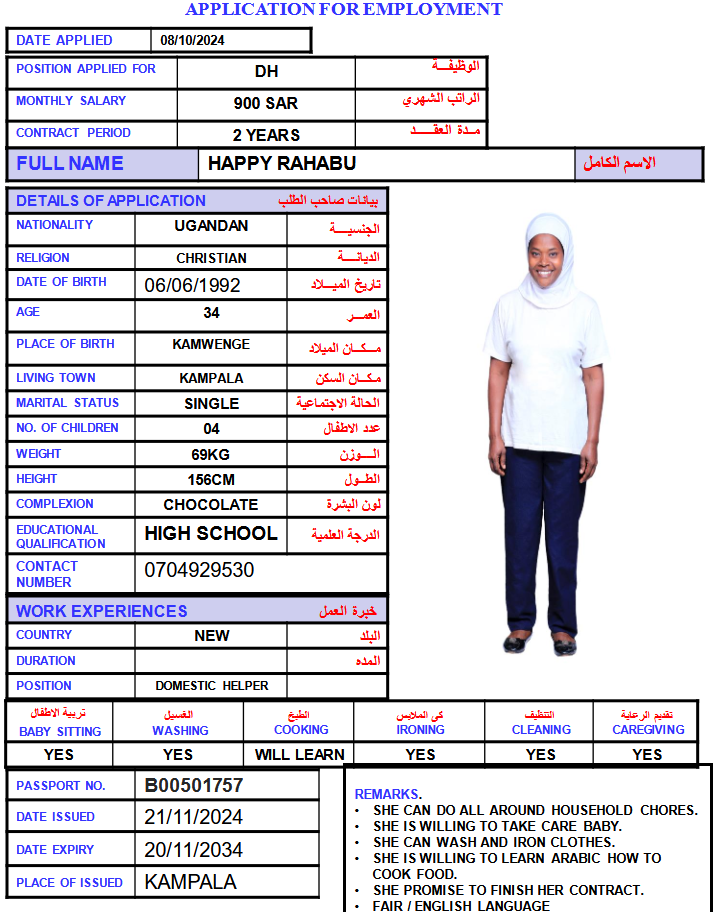 APPLICATION FOR EMPLOYMENT
DATE APPLIED 08/10/2024
POSITION APPLIED FOR DH الوظيفـــة
MONTHLY SALARY 900 SAR الراتب الشهري
CONTRACT PERIOD 2 YEARS مـدة العقـــد
FULL NAME HAPPY RAHABU الاسم الكامل
DETAILS OF APPLICATION بيانات صاحب الطلب
NATIONALITY UGANDAN الجنسيـــة
RELIGION CHRISTIAN الديانـــة
DATE OF BIRTH 06/06/1992 تاريخ الميـــلاد
AGE 34 العمـــر
PLACE OF BIRTH KAMWENGE مـــكـــان الميلاد
LIVING TOWN KAMPALA مكـــان السكن
MARITAL STATUS SINGLE الحالة الاجتماعية
NO. OF CHILDREN 04 عدد الاطفال
WEIGHT 69KG الـــوزن
HEIGHT 156CM الطـــول
COMPLEXION CHOCOLATE لون البشرة
EDUCATIONAL QUALIFICATION HIGH SCHOOL الدرجة العلمية
CONTACT NUMBER 0704929530
WORK EXPERIENCES خبرة العمل
COUNTRY NEW البلد
DURATION المده
POSITION DOMESTIC HELPER
تربية الاطفال الغسيل الطبخ كى الملابس التنظيف تقديم الرعاية
BABY SITTING WASHING COOKING IRONING CLEANING CAREGIVING
YES YES WILL LEARN YES YES YES
PASSPORT NO. B00501757
DATE ISSUED 21/11/2024
DATE EXPIRY 20/11/2034
PLACE OF ISSUED KAMPALA
REMARKS.
• SHE CAN DO ALL AROUND HOUSEHOLD CHORES.
• SHE IS WILLING TO TAKE CARE BABY.
• SHE CAN WASH AND IRON CLOTHES.
• SHE IS WILLING TO LEARN ARABIC HOW TO
COOK FOOD.
• SHE PROMISE TO FINISH HER CONTRACT.
• FAIR / ENGLISH LANGUAGE